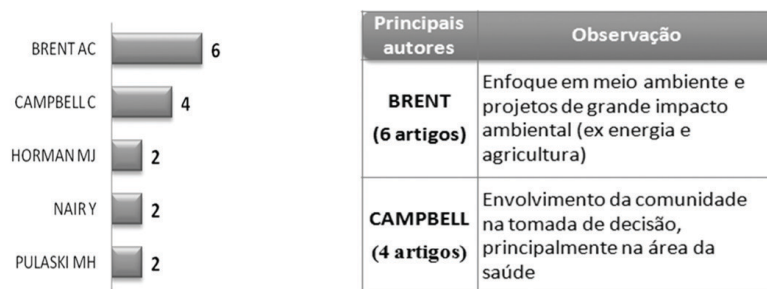 BRENT AC 6
CAMPBELL C 4
HORMAN MJ 2
NAIR Y 2
PULASKI MH 2
Principais
autores
Observação
BRENT
(6 artigos)
Enfoque em meio ambiente e
projetos de grande impacto
ambiental (ex energia e
agricultura)
CAMPBELL
(4 artigos)
Envolvimento da comunidade
na tomada de decisão,
principalmente na área da
saúde